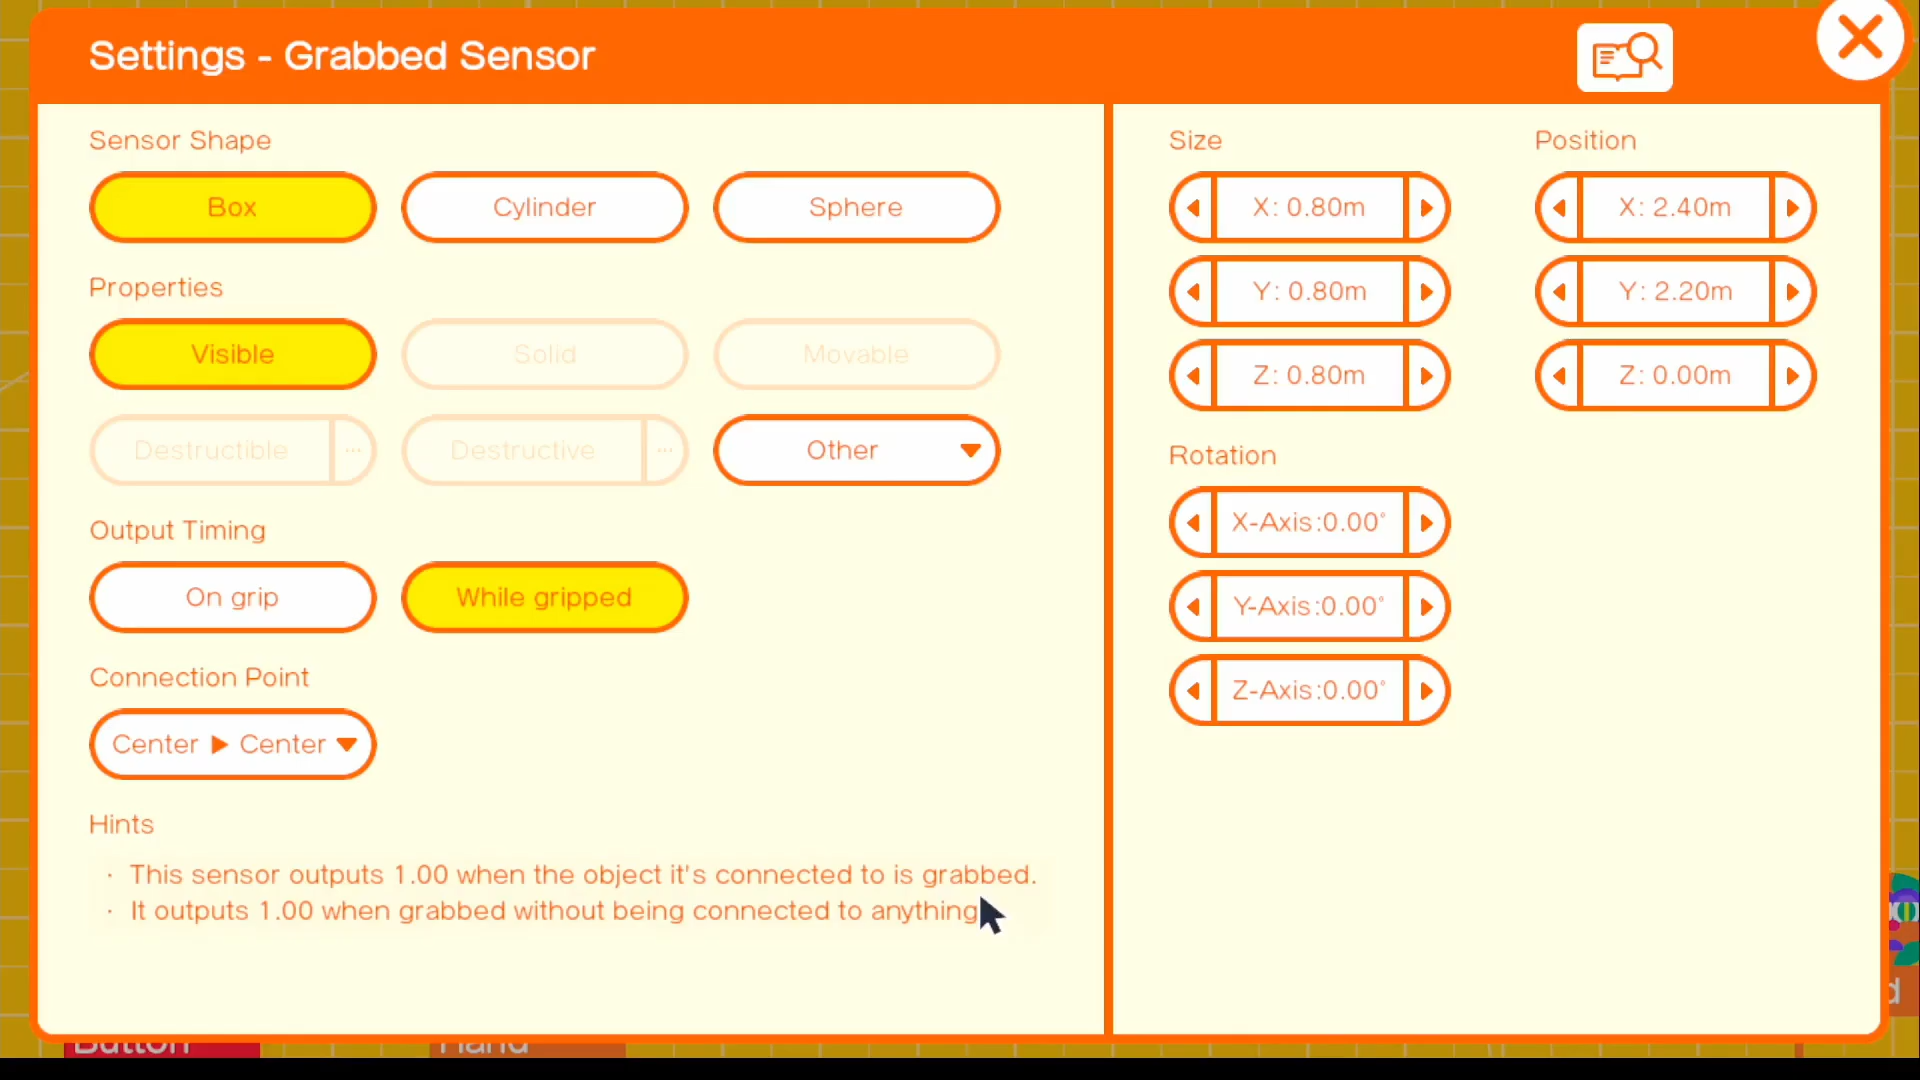 Settings - Grabbed Sensor
Sensor Shape
Box
Cylinder
Sphere
Properties
Visible
Solid
Movable
Destructible ...
Destructive ...
Other
Output Timing
On grip
While gripped
Connection Point
Center ▶ Center
Hints
· This sensor outputs 1.00 when the object it's connected to is grabbed.
· It outputs 1.00 when grabbed without being connected to anything
Size
X: 0.80m
Y: 0.80m
Z: 0.80m
Position
X: 2.40m
Y: 2.20m
Z: 0.00m
Rotation
X-Axis:0.00°
Y-Axis:0.00°
Z-Axis:0.00°
Button
Hand